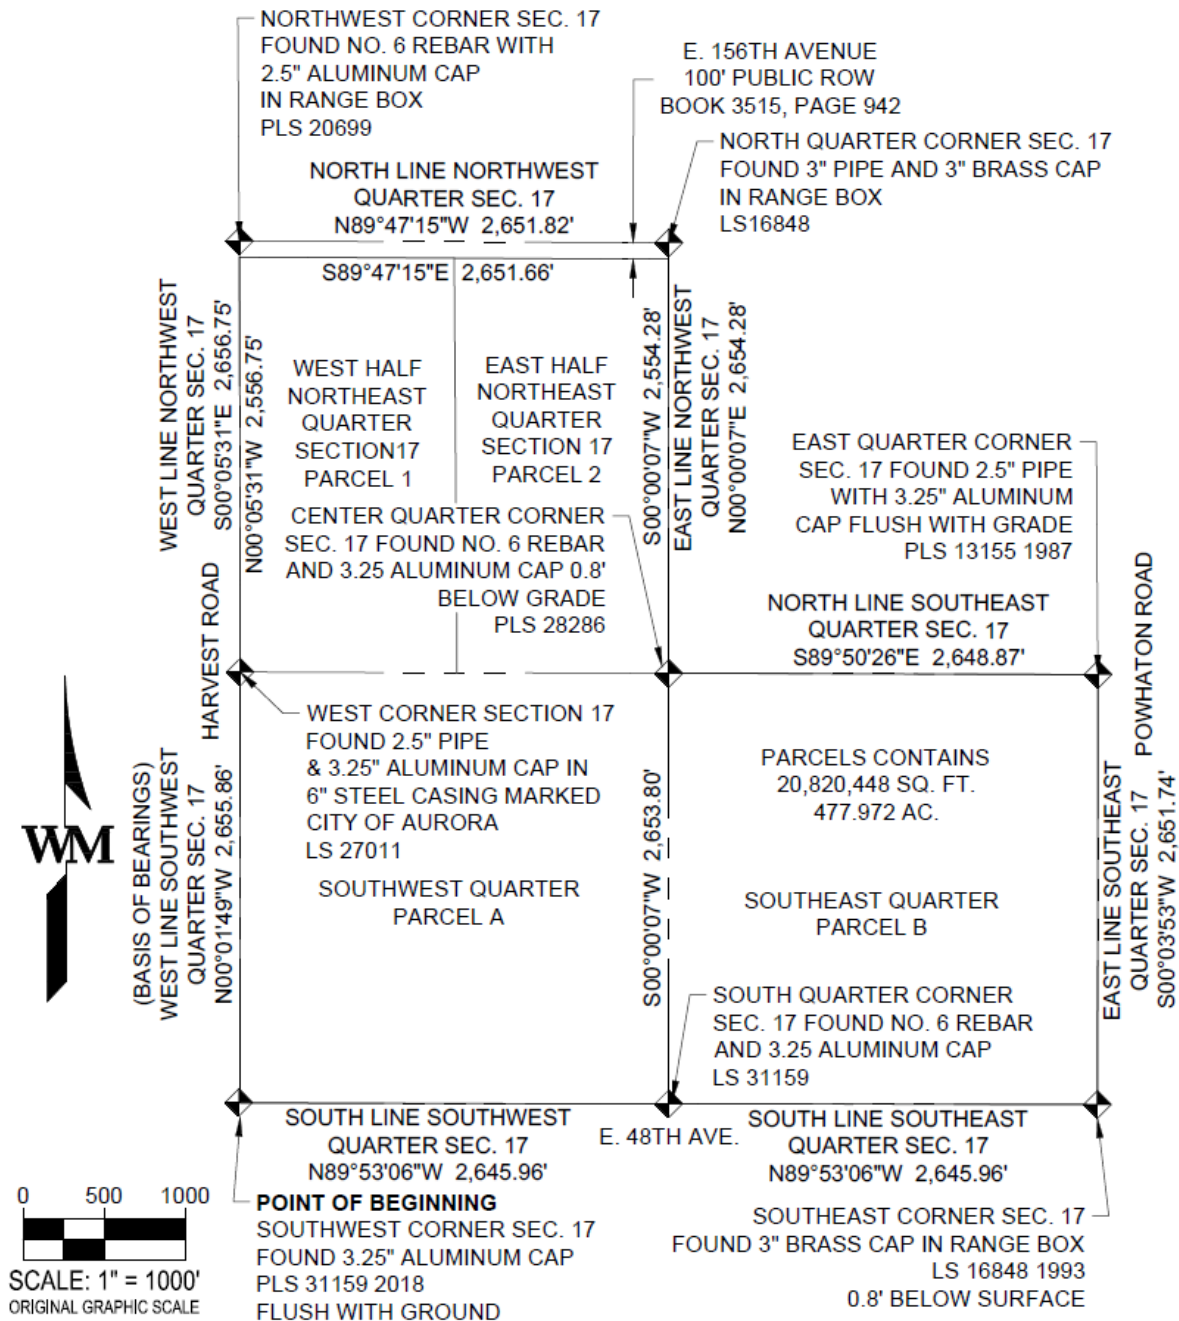 NORTHWEST CORNER SEC. 17
FOUND NO. 6 REBAR WITH
2.5" ALUMINUM CAP
IN RANGE BOX
PLS 20699
E. 156TH AVENUE
100' PUBLIC ROW
BOOK 3515, PAGE 942
NORTH QUARTER CORNER SEC. 17
FOUND 3" PIPE AND 3" BRASS CAP
IN RANGE BOX
LS16848
NORTH LINE NORTHWEST
QUARTER SEC. 17
N89°47'15"W 2,651.82'
S89°47'15"E 2,651.66'
WEST LINE NORTHWEST
QUARTER SEC. 17
S00°05'31"E 2,656.75'
N00°05'31"W 2,556.75'
WEST HALF
NORTHEAST
QUARTER
SECTION17
PARCEL 1
EAST HALF
NORTHEAST
QUARTER
SECTION 17
PARCEL 2
S00°00'07"W 2,554.28'
EAST LINE NORTHWEST
QUARTER SEC. 17
N00°00'07"E 2,654.28'
EAST QUARTER CORNER
SEC. 17 FOUND 2.5" PIPE
WITH 3.25" ALUMINUM
CAP FLUSH WITH GRADE
PLS 13155 1987
CENTER QUARTER CORNER
SEC. 17 FOUND NO. 6 REBAR
AND 3.25 ALUMINUM CAP 0.8'
BELOW GRADE
PLS 28286
NORTH LINE SOUTHEAST
QUARTER SEC. 17
S89°50'26"E 2,648.87'
HARVEST ROAD
POWHATON ROAD
WEST CORNER SECTION 17
FOUND 2.5" PIPE
& 3.25" ALUMINUM CAP IN
6" STEEL CASING MARKED
CITY OF AURORA
LS 27011
PARCELS CONTAINS
20,820,448 SQ. FT.
477.972 AC.
WM
(BASIS OF BEARINGS)
WEST LINE SOUTHWEST
QUARTER SEC. 17
N00°01'49"W 2,655.86'
SOUTHWEST QUARTER
PARCEL A
S00°00'07"W 2,653.80'
SOUTHEAST QUARTER
PARCEL B
EAST LINE SOUTHEAST
QUARTER SEC. 17
S00°03'53"W 2,651.74'
SOUTH QUARTER CORNER
SEC. 17 FOUND NO. 6 REBAR
AND 3.25 ALUMINUM CAP
LS 31159
SOUTH LINE SOUTHWEST
QUARTER SEC. 17
N89°53'06"W 2,645.96'
E. 48TH AVE.
SOUTH LINE SOUTHEAST
QUARTER SEC. 17
N89°53'06"W 2,645.96'
POINT OF BEGINNING
SOUTHWEST CORNER SEC. 17
FOUND 3.25" ALUMINUM CAP
PLS 31159 2018
FLUSH WITH GROUND
SOUTHEAST CORNER SEC. 17
FOUND 3" BRASS CAP IN RANGE BOX
LS 16848 1993
0.8' BELOW SURFACE
0 500 1000
SCALE: 1" = 1000'
ORIGINAL GRAPHIC SCALE